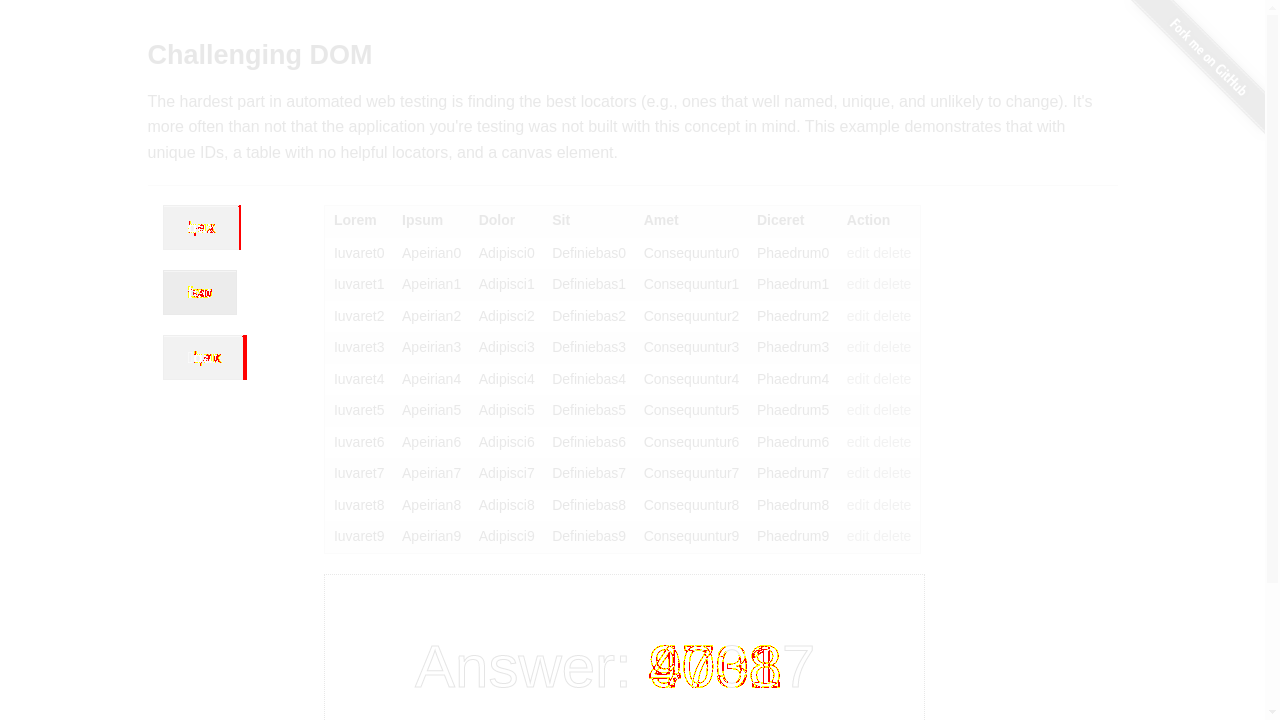 Fork me on GitHub
Challenging DOM
The hardest part in automated web testing is finding the best locators (e.g., ones that well named, unique, and unlikely to change). It's
more often than not that the application you're testing was not built with this concept in mind. This example demonstrates that with
unique IDs, a table with no helpful locators, and a canvas element.
Lorem Ipsum Dolor Sit Amet Diceret Action
Iuvaret0 Apeirian0 Adipisci0 Definiebas0 Consequuntur0 Phaedrum0 edit delete
Iuvaret1 Apeirian1 Adipisci1 Definiebas1 Consequuntur1 Phaedrum1 edit delete
Iuvaret2 Apeirian2 Adipisci2 Definiebas2 Consequuntur2 Phaedrum2 edit delete
Iuvaret3 Apeirian3 Adipisci3 Definiebas3 Consequuntur3 Phaedrum3 edit delete
Iuvaret4 Apeirian4 Adipisci4 Definiebas4 Consequuntur4 Phaedrum4 edit delete
Iuvaret5 Apeirian5 Adipisci5 Definiebas5 Consequuntur5 Phaedrum5 edit delete
Iuvaret6 Apeirian6 Adipisci6 Definiebas6 Consequuntur6 Phaedrum6 edit delete
Iuvaret7 Apeirian7 Adipisci7 Definiebas7 Consequuntur7 Phaedrum7 edit delete
Iuvaret8 Apeirian8 Adipisci8 Definiebas8 Consequuntur8 Phaedrum8 edit delete
Iuvaret9 Apeirian9 Adipisci9 Definiebas9 Consequuntur9 Phaedrum9 edit delete
Answer: